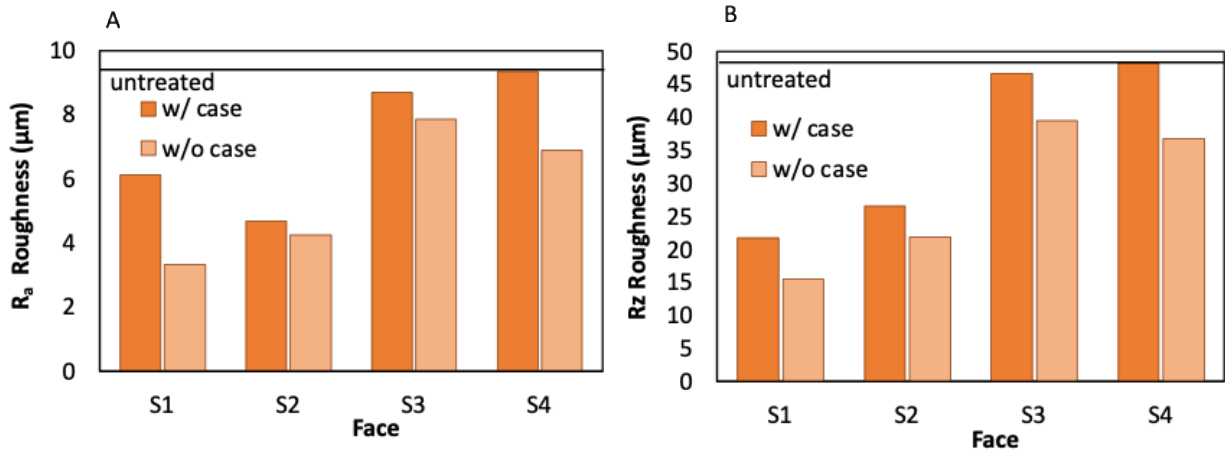 A
10
8
6
4
2
0
Rₐ Roughness (µm)
untreated
w/ case
w/o case
S1 S2 S3 S4
Face
B
50
45
40
35
30
25
20
15
10
5
0
Rz Roughness (µm)
untreated
w/ case
w/o case
S1 S2 S3 S4
Face